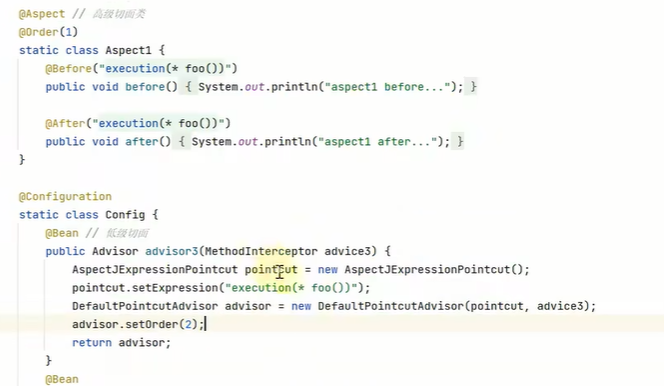 @Aspect // 高级切面类
@Order(1)
static class Aspect1 {
    @Before("execution(* foo())")
    public void before() { System.out.println("aspect1 before..."); }

    @After("execution(* foo())")
    public void after() { System.out.println("aspect1 after..."); }
}

@Configuration
static class Config {
    @Bean // 低级切面
    public Advisor advisor3(MethodInterceptor advice3) {
        AspectJExpressionPointcut pointcut = new AspectJExpressionPointcut();
        pointcut.setExpression("execution(* foo())");
        DefaultPointcutAdvisor advisor = new DefaultPointcutAdvisor(pointcut, advice3);
        advisor.setOrder(2);
        return advisor;
    }
    @Bean